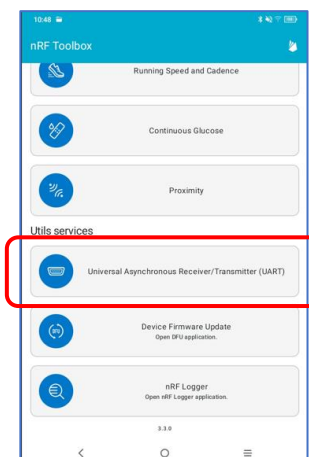 10:48
nRF Toolbox
Running Speed and Cadence
Continuous Glucose
Proximity
Utils services
Universal Asynchronous Receiver/Transmitter (UART)
DFU
Device Firmware Update
Open DFU application.
nRF Logger
Open nRF Logger application.
3.3.0